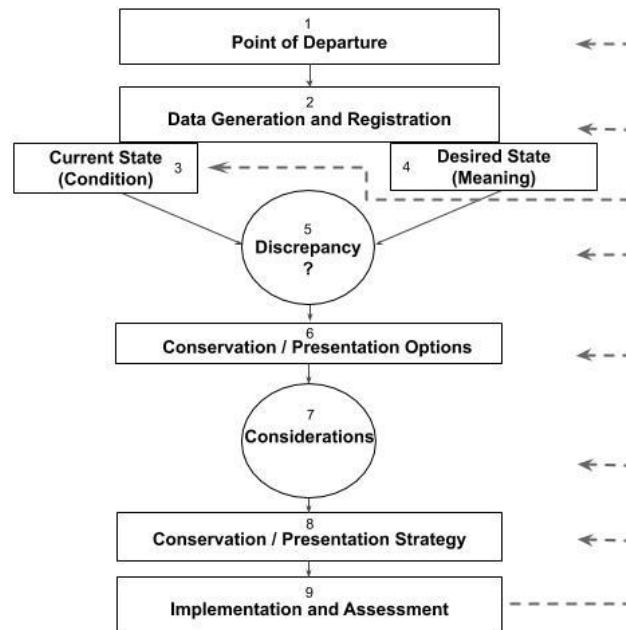 1
Point of Departure
2
Data Generation and Registration
Current State
(Condition)
3
4
Desired State
(Meaning)
5
Discrepancy
?
6
Conservation / Presentation Options
7
Considerations
8
Conservation / Presentation Strategy
9
Implementation and Assessment